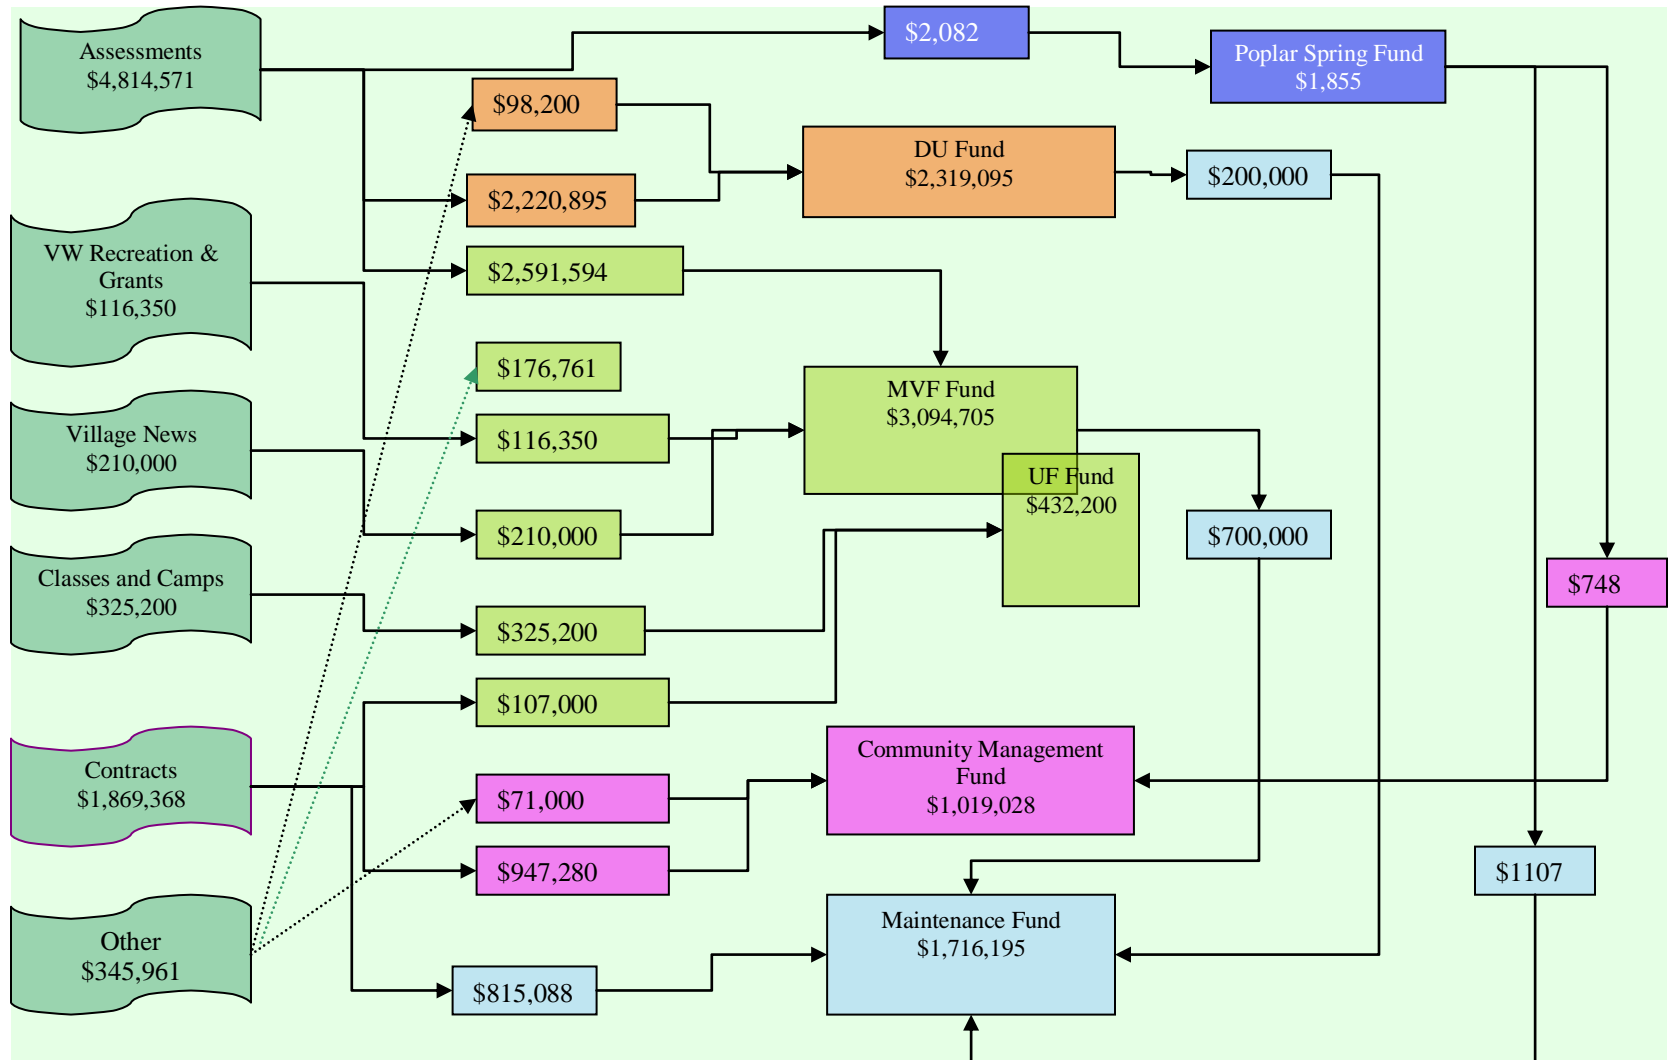 Assessments
$4,814,571
$2,082
Poplar Spring Fund
$1,855
$98,200
DU Fund
$2,319,095
$200,000
$2,220,895
VW Recreation &
Grants
$116,350
$2,591,594
$176,761
MVF Fund
$3,094,705
Village News
$210,000
$116,350
UF Fund
$432,200
$210,000
$700,000
Classes and Camps
$325,200
$748
$325,200
$107,000
Contracts
$1,869,368
Community Management
Fund
$1,019,028
$71,000
$947,280
$1107
Other
$345,961
Maintenance Fund
$1,716,195
$815,088